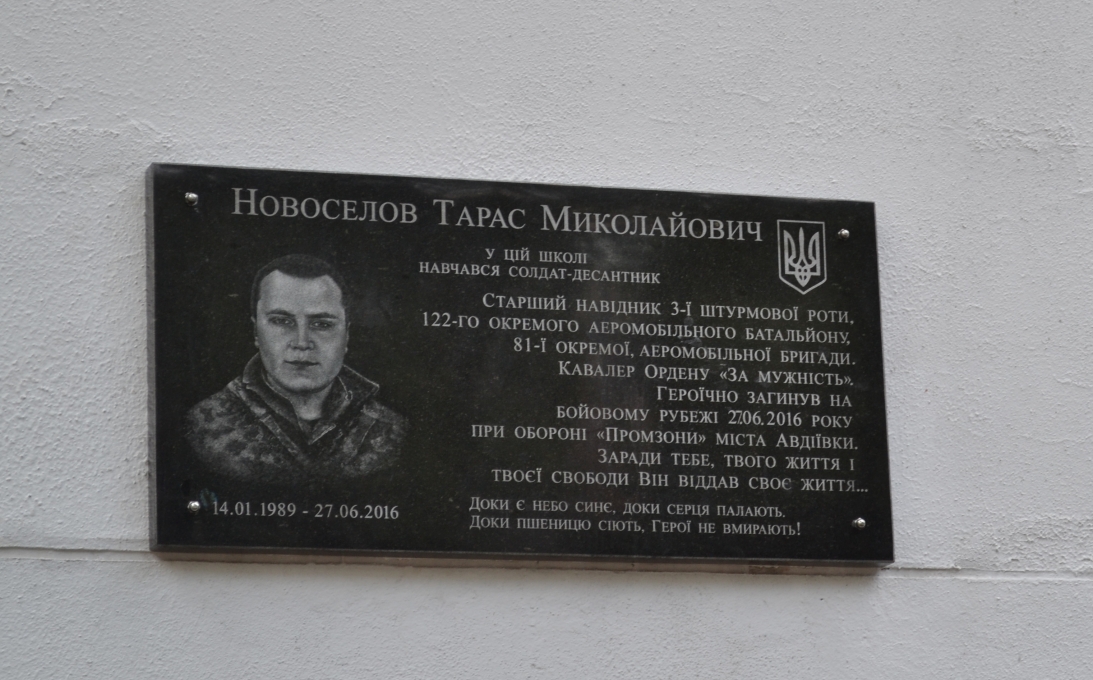 Новоселов Тарас Миколайович
у цій школі
навчався солдат-десантник
Старший навідник 3-ї штурмової роти,
122-го окремого аеромобільного батальйону,
81-ї окремої, аеромобільної бригади.
Кавалер Ордену «За мужність».
Героїчно загинув на
бойовому рубежі 27.06.2016 року
при обороні «Промзони» міста Авдіївки.
Заради тебе, твого життя і
твоєї свободи Він віддав своє життя...
Доки є небо синє, доки серця палають.
Доки пшеницю сіють, Герої не вмирають!
14.01.1989 - 27.06.2016